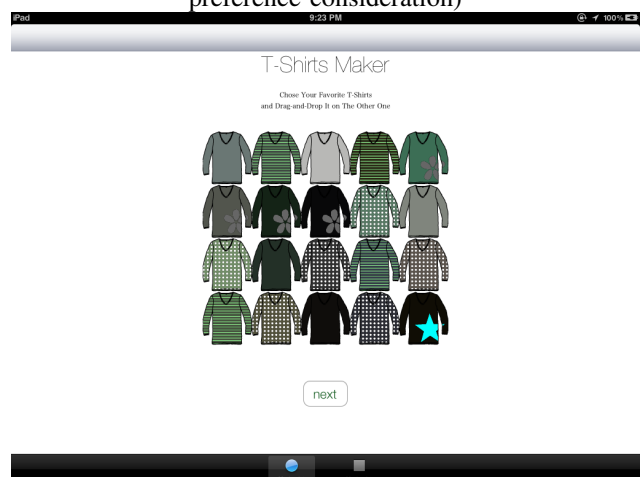 preference consideration)
iPad 9:23 PM 100%
T-Shirts Maker
Chose Your Favorite T-Shirts
and Drag-and-Drop It on The Other One
next